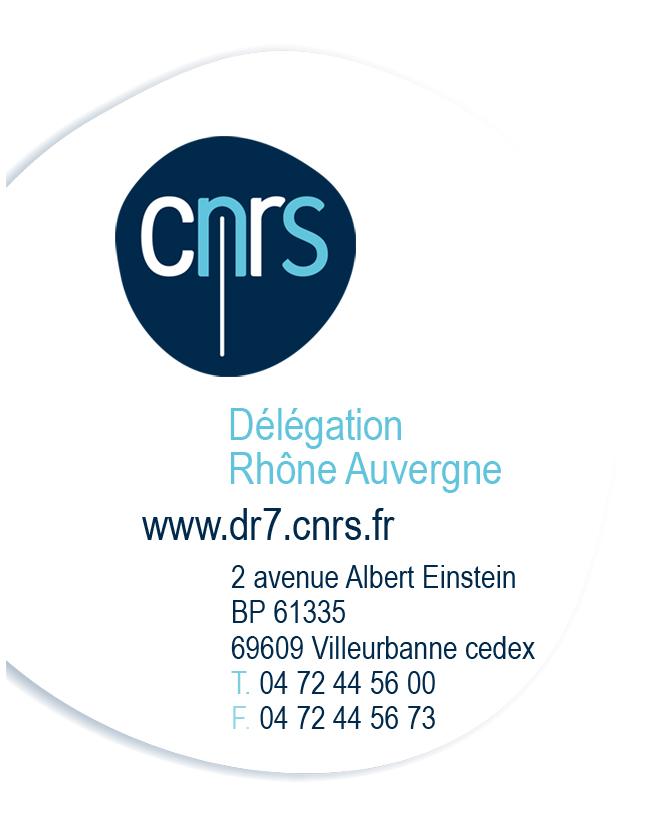 cnrs
Délégation
Rhône Auvergne
www.dr7.cnrs.fr
2 avenue Albert Einstein
BP 61335
69609 Villeurbanne cedex
T. 04 72 44 56 00
F. 04 72 44 56 73